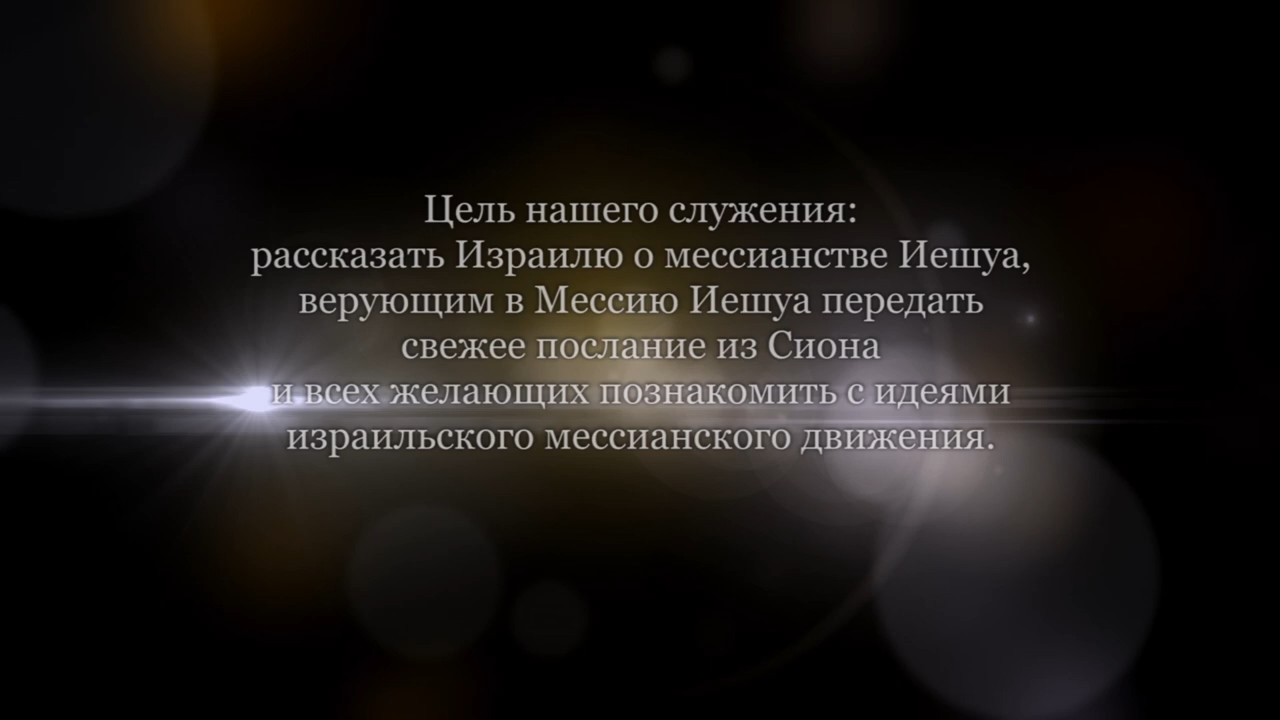 Цель нашего служения:
рассказать Израилю о мессианстве Иешуа,
верующим в Мессию Иешуа передать
свежее послание из Сиона
и всех желающих познакомить с идеями
израильского мессианского движения.